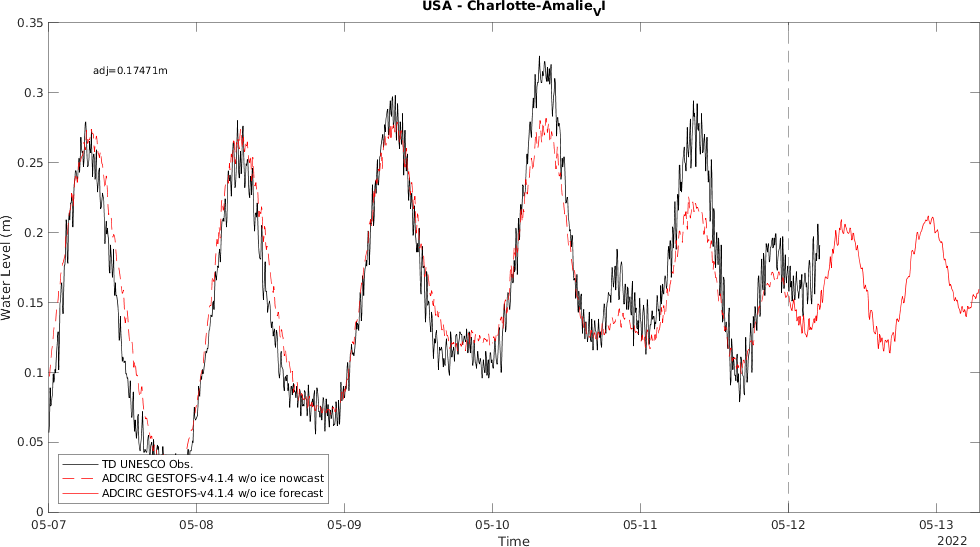 USA - Charlotte-Amalie_VI
0.35
adj=0.17471m
0.3
0.25
0.2
Water Level (m)
0.15
0.1
0.05
TD UNESCO Obs.
ADCIRC GESTOFS-v4.1.4 w/o ice nowcast
ADCIRC GESTOFS-v4.1.4 w/o ice forecast
0
05-07 05-08 05-09 05-10 05-11 05-12 05-13
Time
2022